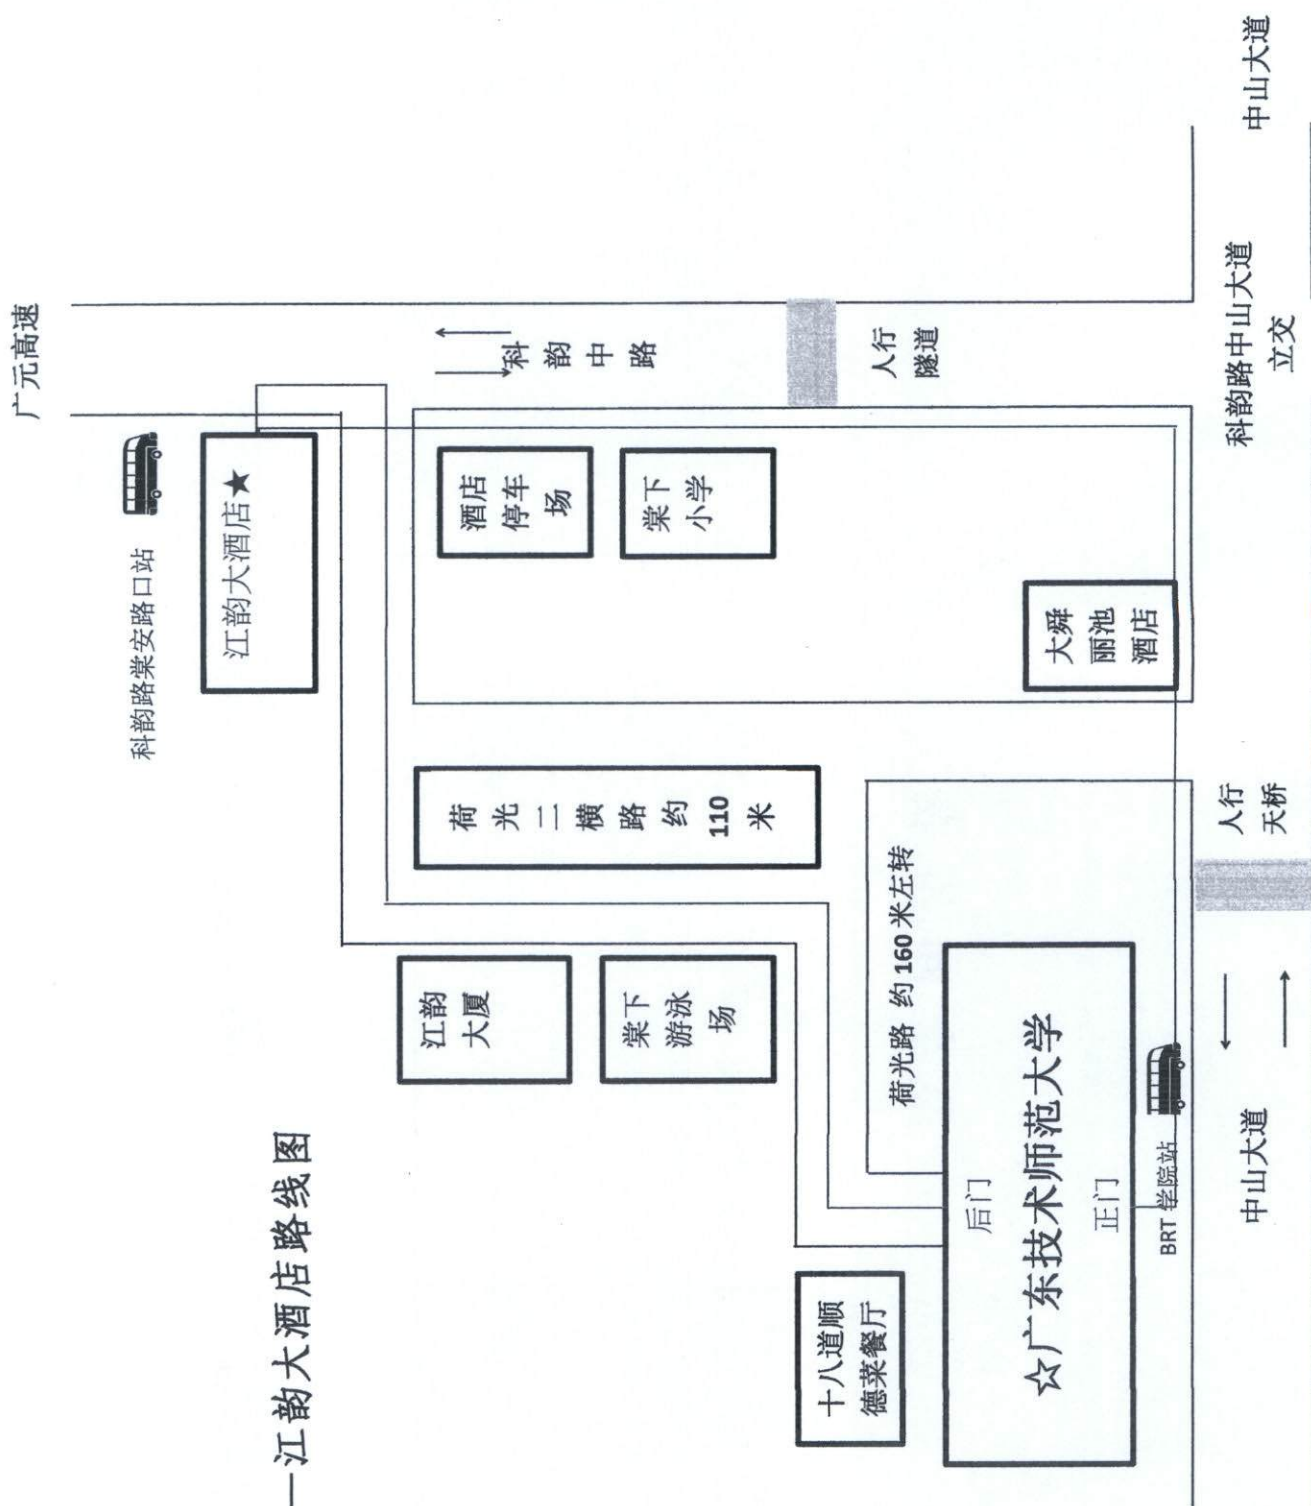 —江韵大酒店路线图
广元高速
科韵路棠安路口站
江韵大酒店★
科
韵
中
路
酒店
停车
场
棠下
小学
江韵
大厦
棠下
游泳
场
荷
光
二
横
路
约
110
米
人行
隧道
十八道顺
德菜餐厅
荷光路 约160米左转
后门
☆广东技术师范大学
正门
大舜
丽池
酒店
BRT 学院站
人行
天桥
中山大道
科韵路中山大道
立交
中山大道